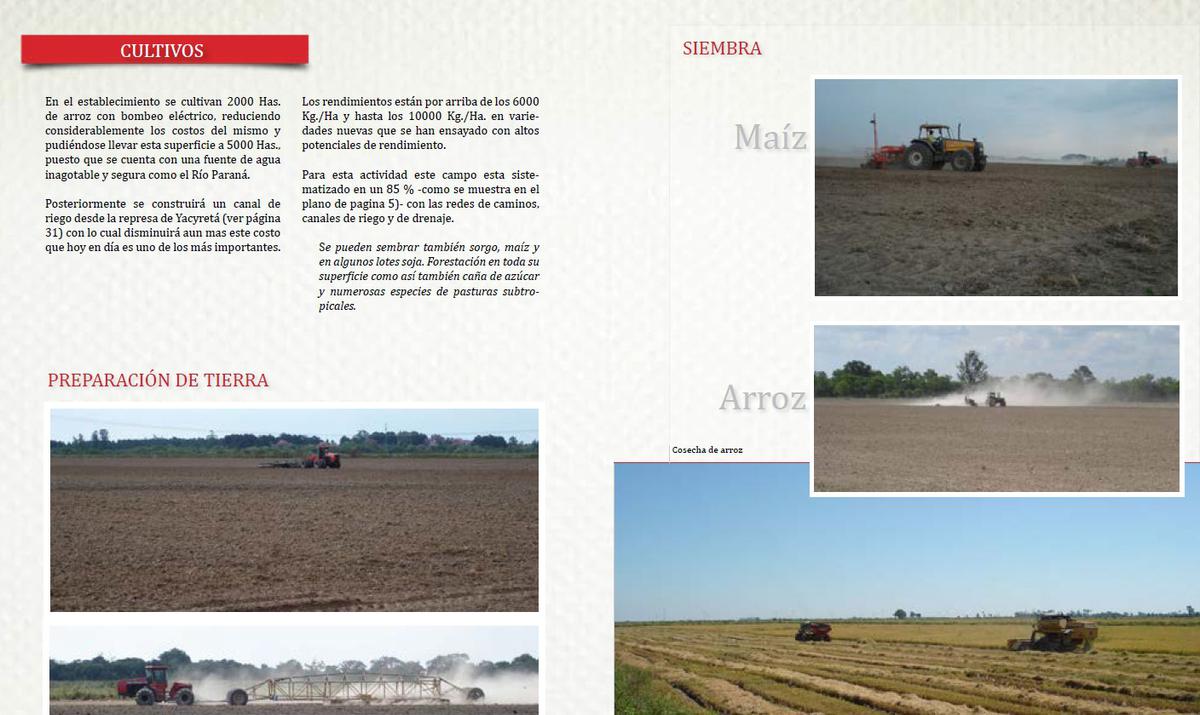 CULTIVOS
En el establecimiento se cultivan 2000 Has.
de arroz con bombeo eléctrico, reduciendo
considerablemente los costos del mismo y
pudiéndose llevar esta superficie a 5000 Has.,
puesto que se cuenta con una fuente de agua
inagotable y segura como el Río Paraná.
Posteriormente se construirá un canal de
riego desde la represa de Yacyretá (ver página
31) con lo cual disminuirá aun mas este costo
que hoy en día es uno de los más importantes.
Los rendimientos están por arriba de los 6000
Kg./Ha y hasta los 10000 Kg./Ha. en varie-
dades nuevas que se han ensayado con altos
potenciales de rendimiento.
Para esta actividad este campo esta siste-
matizado en un 85 % -como se muestra en el
plano de pagina 5)- con las redes de caminos,
canales de riego y de drenaje.
Se pueden sembrar también sorgo, maíz y
en algunos lotes soja. Forestación en toda su
superficie como así también caña de azúcar
y numerosas especies de pasturas subtro-
picales.
PREPARACIÓN DE TIERRA
SIEMBRA
Maíz
Arroz
Cosecha de arroz